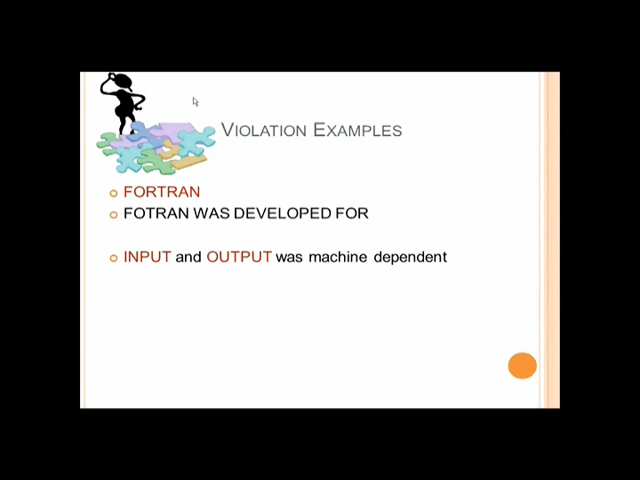 VIOLATION EXAMPLES
FORTRAN
FOTRAN WAS DEVELOPED FOR
INPUT and OUTPUT was machine dependent